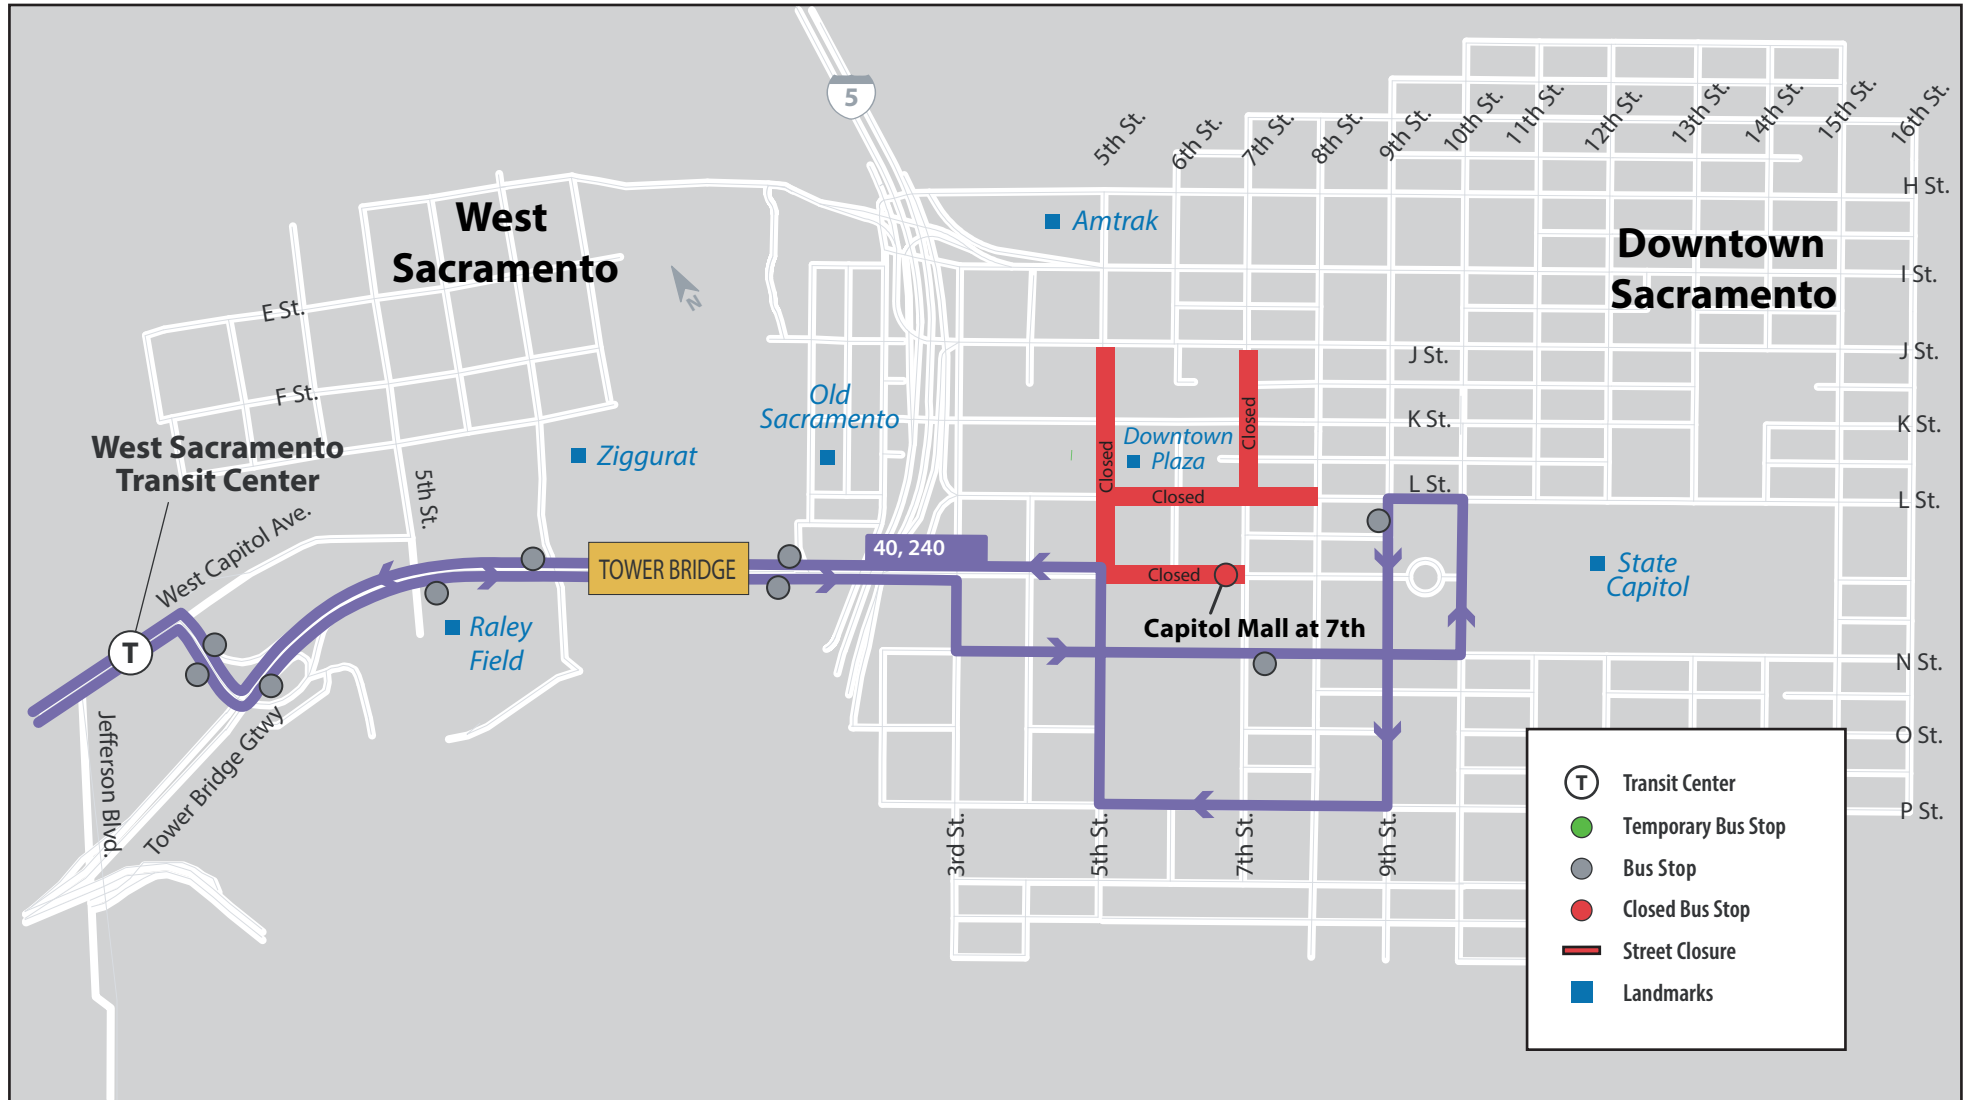 5
5th St.
6th St.
7th St.
8th St.
9th St.
10th St.
11th St.
12th St.
13th St.
14th St.
15th St.
16th St.
H St.
West
Sacramento
Amtrak
Downtown
Sacramento
I St.
N
E St.
F St.
J St.
J St.
Old
Sacramento
Closed
Closed
Downtown
Plaza
K St.
K St.
West Sacramento
Transit Center
Ziggurat
5th St.
Closed
L St.
L St.
West Capitol Ave.
40, 240
TOWER BRIDGE
Closed
State
Capitol
Capitol Mall at 7th
T
Raley
Field
N St.
Jefferson Blvd.
Tower Bridge Gtwy
O St.
P St.
3rd St.
5th St.
7th St.
9th St.
T
Transit Center
Temporary Bus Stop
Bus Stop
Closed Bus Stop
Street Closure
Landmarks